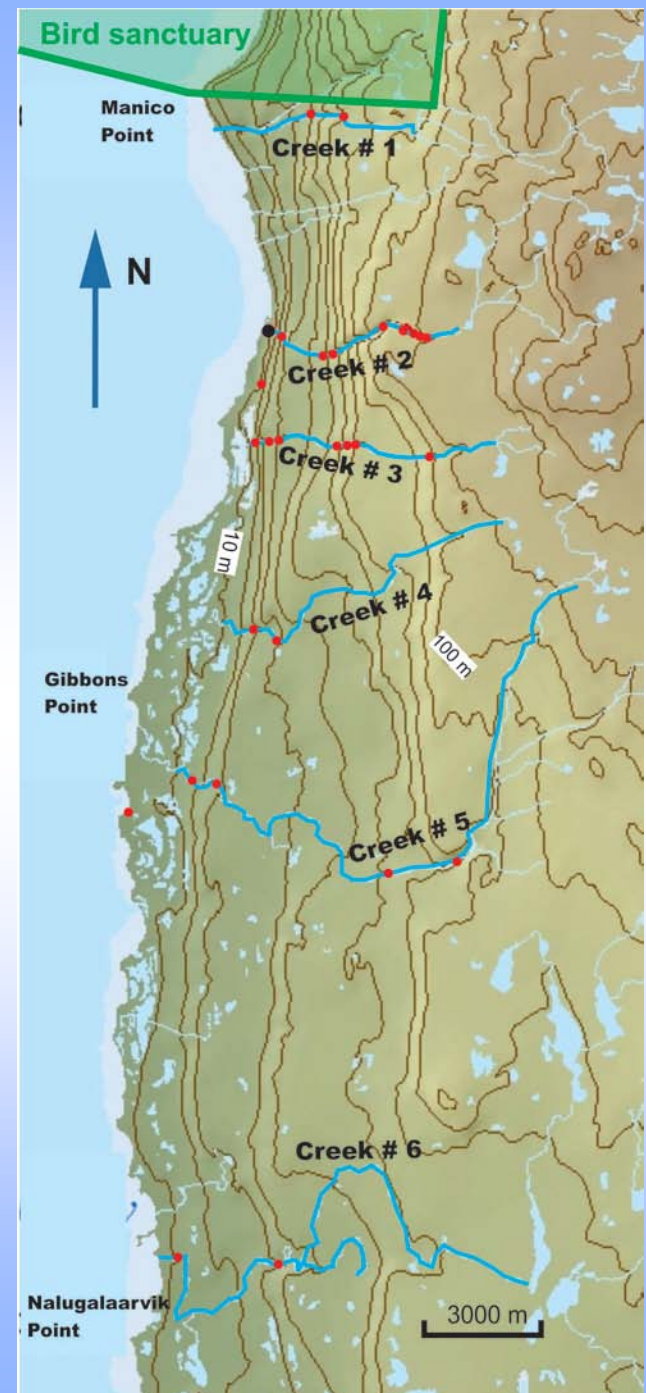 Bird sanctuary
Manico
Point
Creek # 1
N
Creek # 2
Creek # 3
10 m
Creek # 4
100 m
Gibbons
Point
Creek # 5
Creek # 6
Nalugalaarvik
Point
3000 m